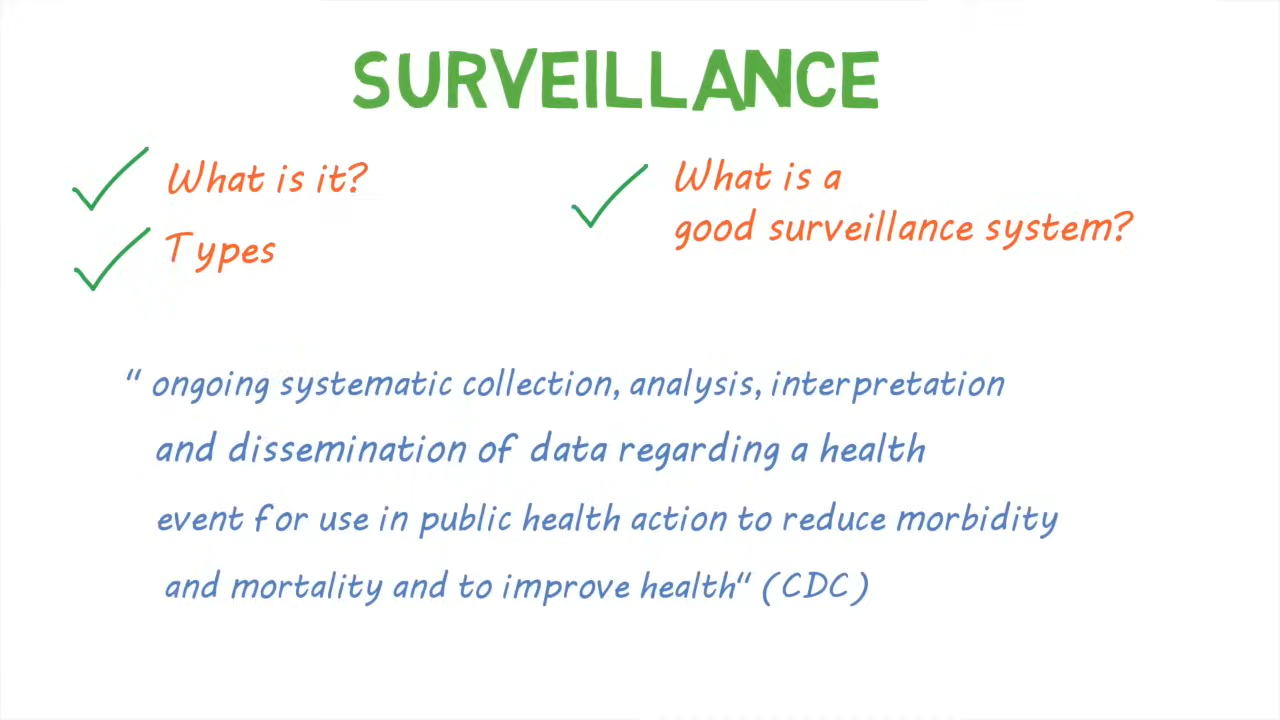 SURVEILLANCE
What is it?
Types
What is a
good surveillance system?
“ ongoing systematic collection, analysis, interpretation
and dissemination of data regarding a health
event for use in public health action to reduce morbidity
and mortality and to improve health“ (CDC)